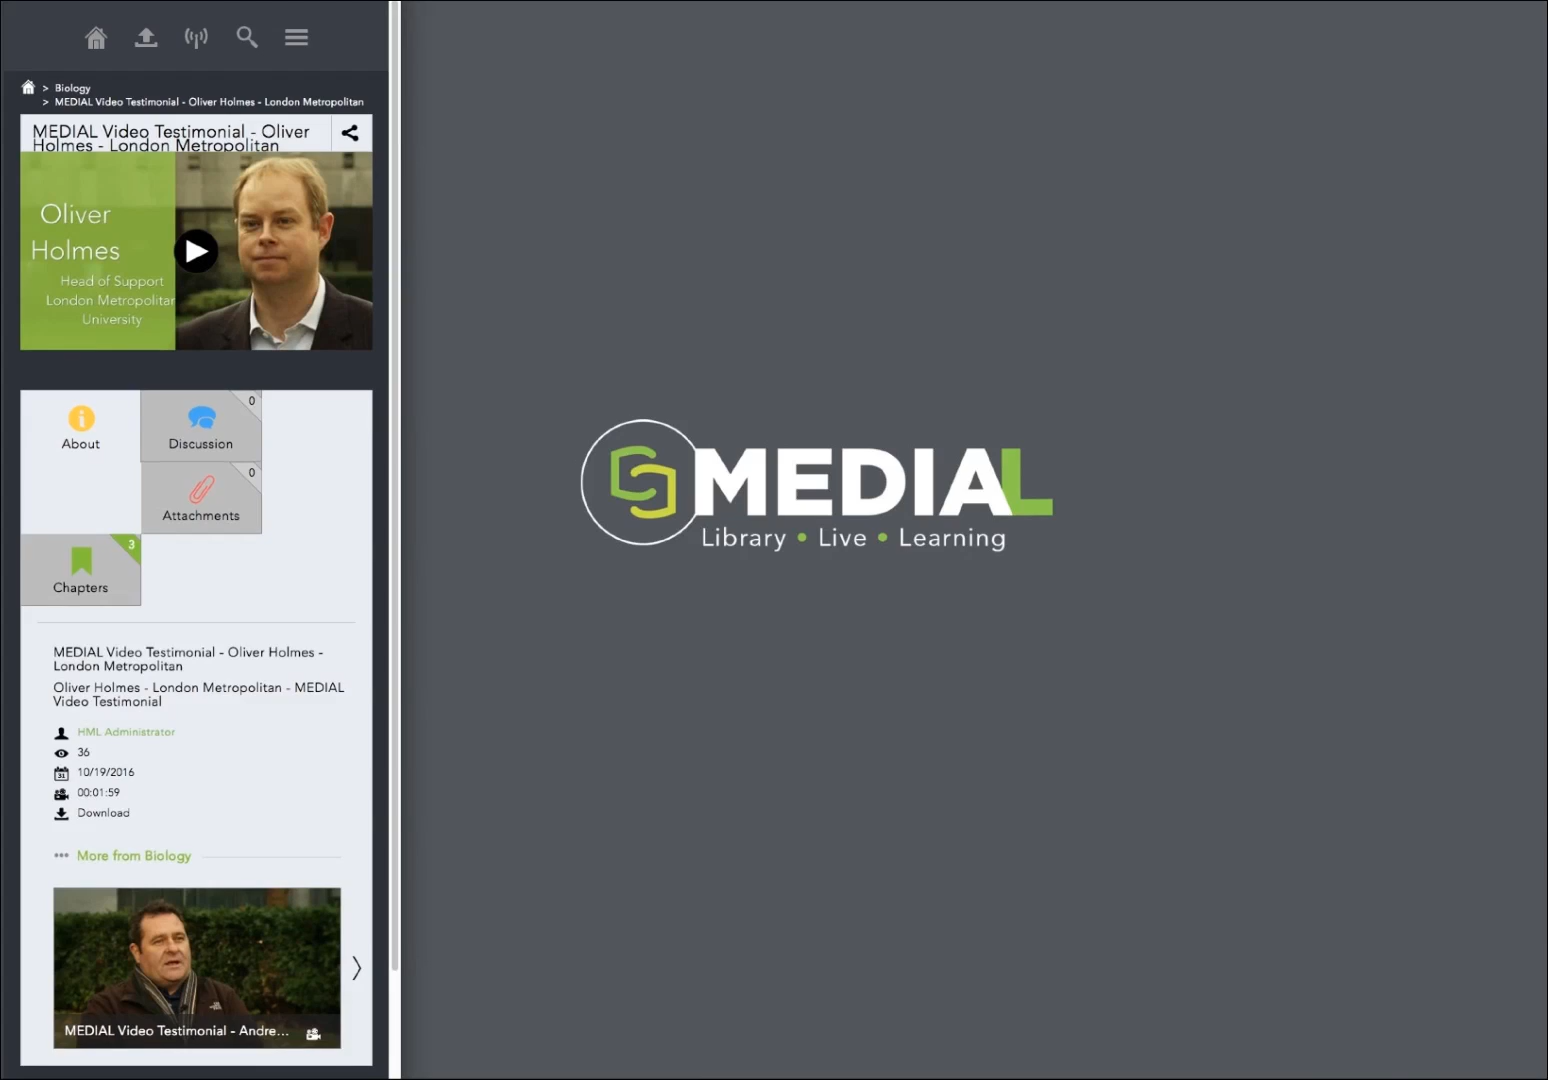 > Biology
> MEDIAL Video Testimonial - Oliver Holmes - London Metropolitan
MEDIAL Video Testimonial - Oliver
Holmes - London Metropolitan
Oliver
Holmes
Head of Support
London Metropolitan
University
About
Discussion
0
Attachments
0
Chapters
3
MEDIAL Video Testimonial - Oliver Holmes -
London Metropolitan
Oliver Holmes - London Metropolitan - MEDIAL
Video Testimonial
HML Administrator
36
31
10/19/2016
00:01:59
Download
More from Biology
MEDIAL Video Testimonial - Andre...
MEDIAL
Library • Live • Learning